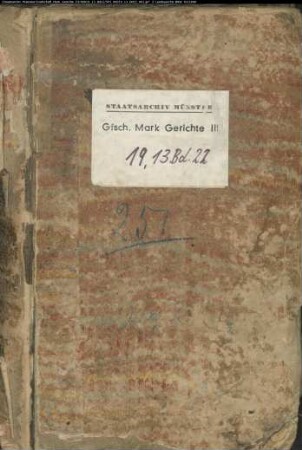 STAATSARCHIV MÜNSTER
Gfsch. Mark Gerichte III
19, 13 Bd. 22
257